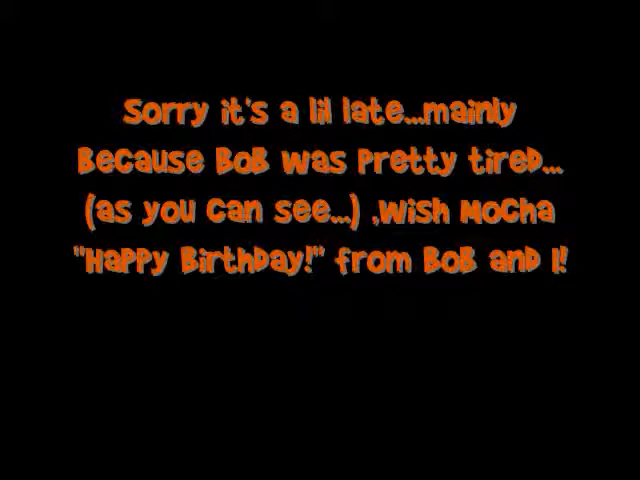 Sorry it's a lil late...mainly
Because BOB was pretty tired...
(as you can see...) ,Wish Mocha
"Happy Birthday!" from BOB and I!